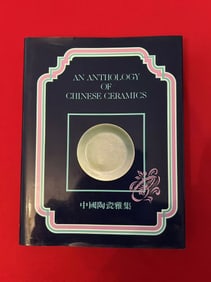 AN ANTHOLOGY
OF
CHINESE CERAMICS
中國陶瓷雅集